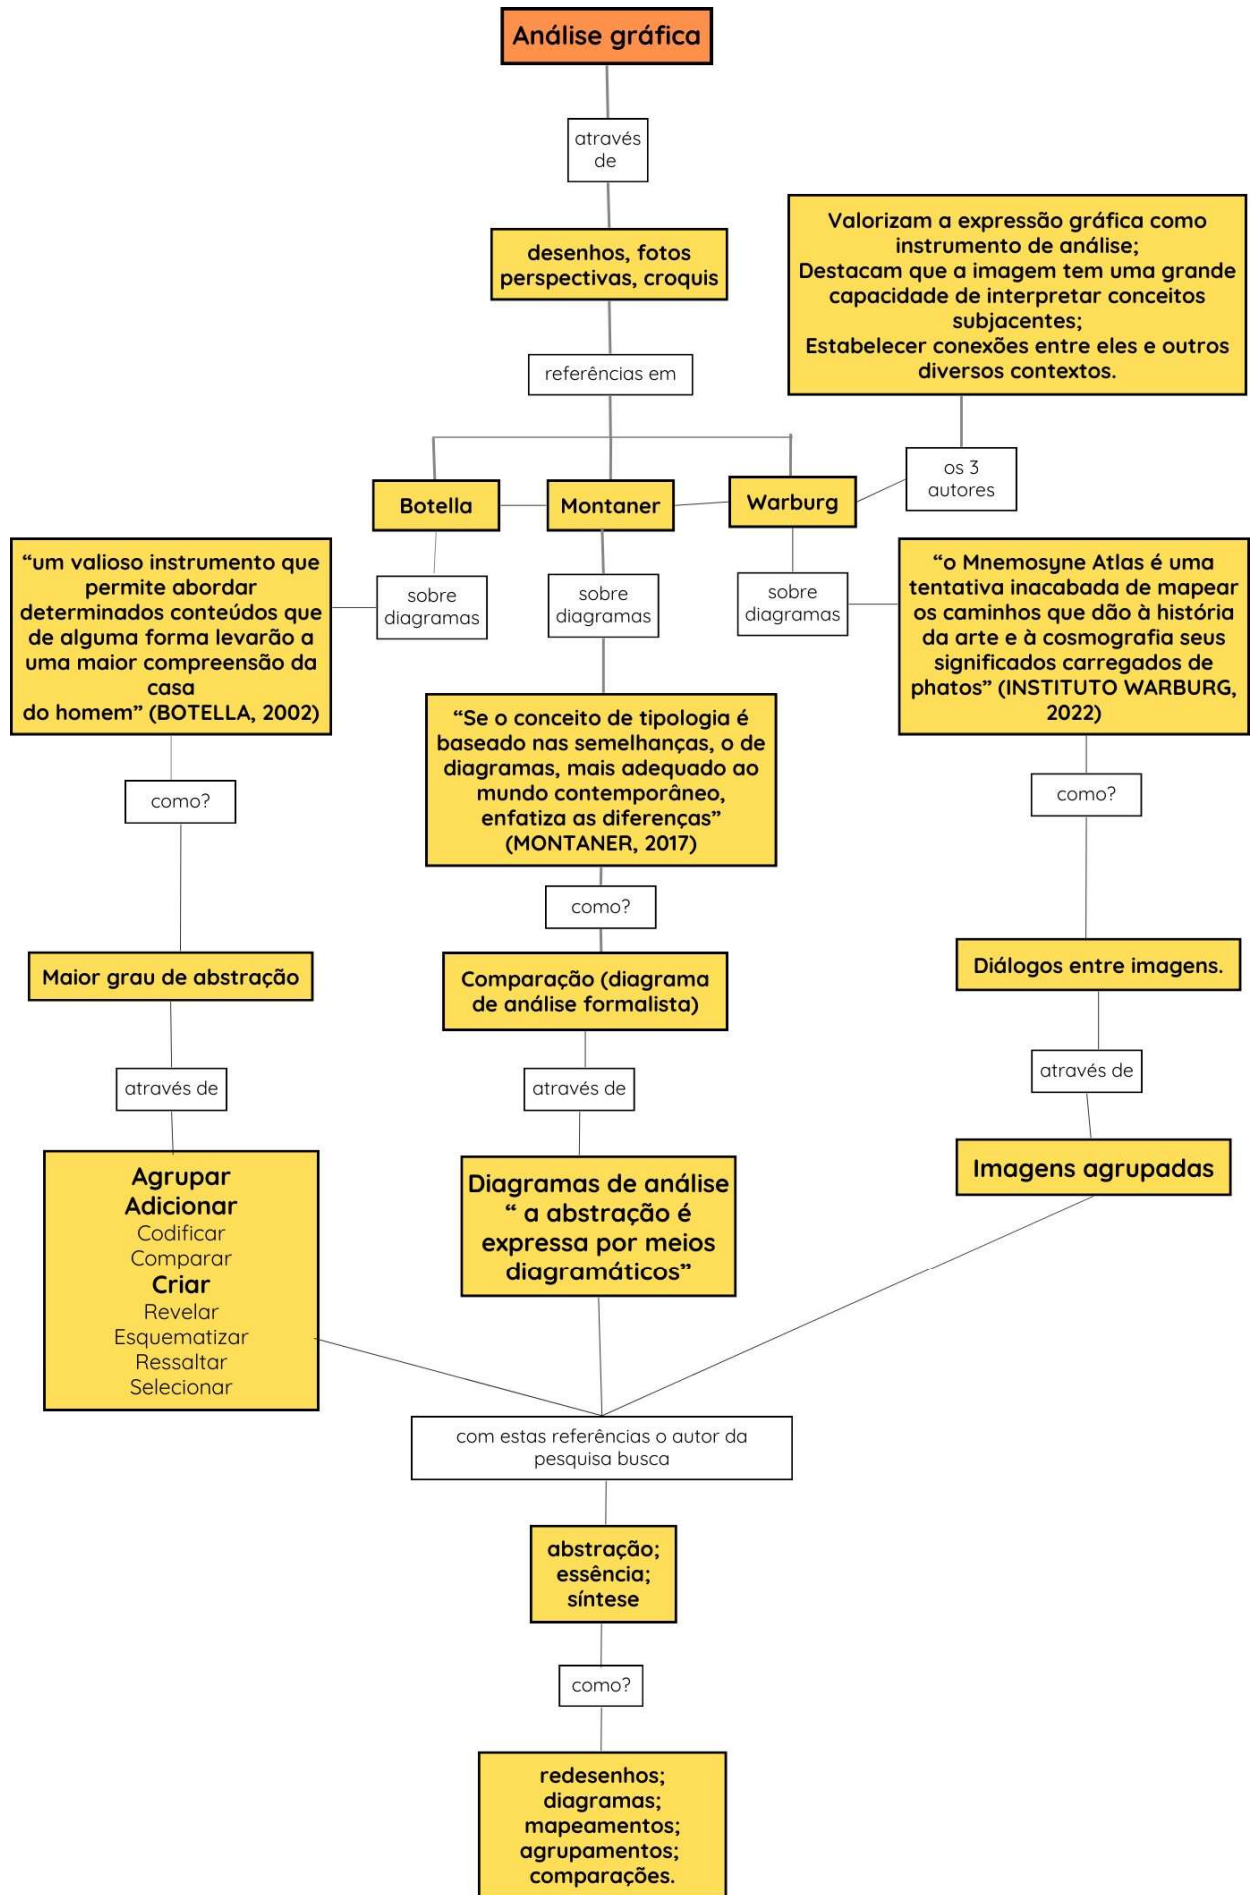 Análise gráfica
através
de
desenhos, fotos
perspectivas, croquis
Valorizam a expressão gráfica como
instrumento de análise;
Destacam que a imagem tem uma grande
capacidade de interpretar conceitos
subjacentes;
Estabelecer conexões entre eles e outros
diversos contextos.
referências em
os 3
autores
Botella
Montaner
Warburg
sobre
diagramas
sobre
diagramas
sobre
diagramas
“um valioso instrumento que
permite abordar
determinados conteúdos que
de alguma forma levarão a
uma maior compreensão da
casa
do homem” (BOTELLA, 2002)
“Se o conceito de tipologia é
baseado nas semelhanças, o de
diagramas, mais adequado ao
mundo contemporâneo,
enfatiza as diferenças”
(MONTANER, 2017)
“o Mnemosyne Atlas é uma
tentativa inacabada de mapear
os caminhos que dão à história
da arte e à cosmografia seus
significados carregados de
phatos” (INSTITUTO WARBURG,
2022)
como?
como?
como?
Maior grau de abstração
Comparação (diagrama
de análise formalista)
Diálogos entre imagens.
através de
através de
através de
Agrupar
Adicionar
Codificar
Comparar
Criar
Revelar
Esquematizar
Ressaltar
Selecionar
Diagramas de análise
“ a abstração é
expressa por meios
diagramáticos”
Imagens agrupadas
com estas referências o autor da
pesquisa busca
abstração;
essência;
síntese
como?
redesenhos;
diagramas;
mapeamentos;
agrupamentos;
comparações.